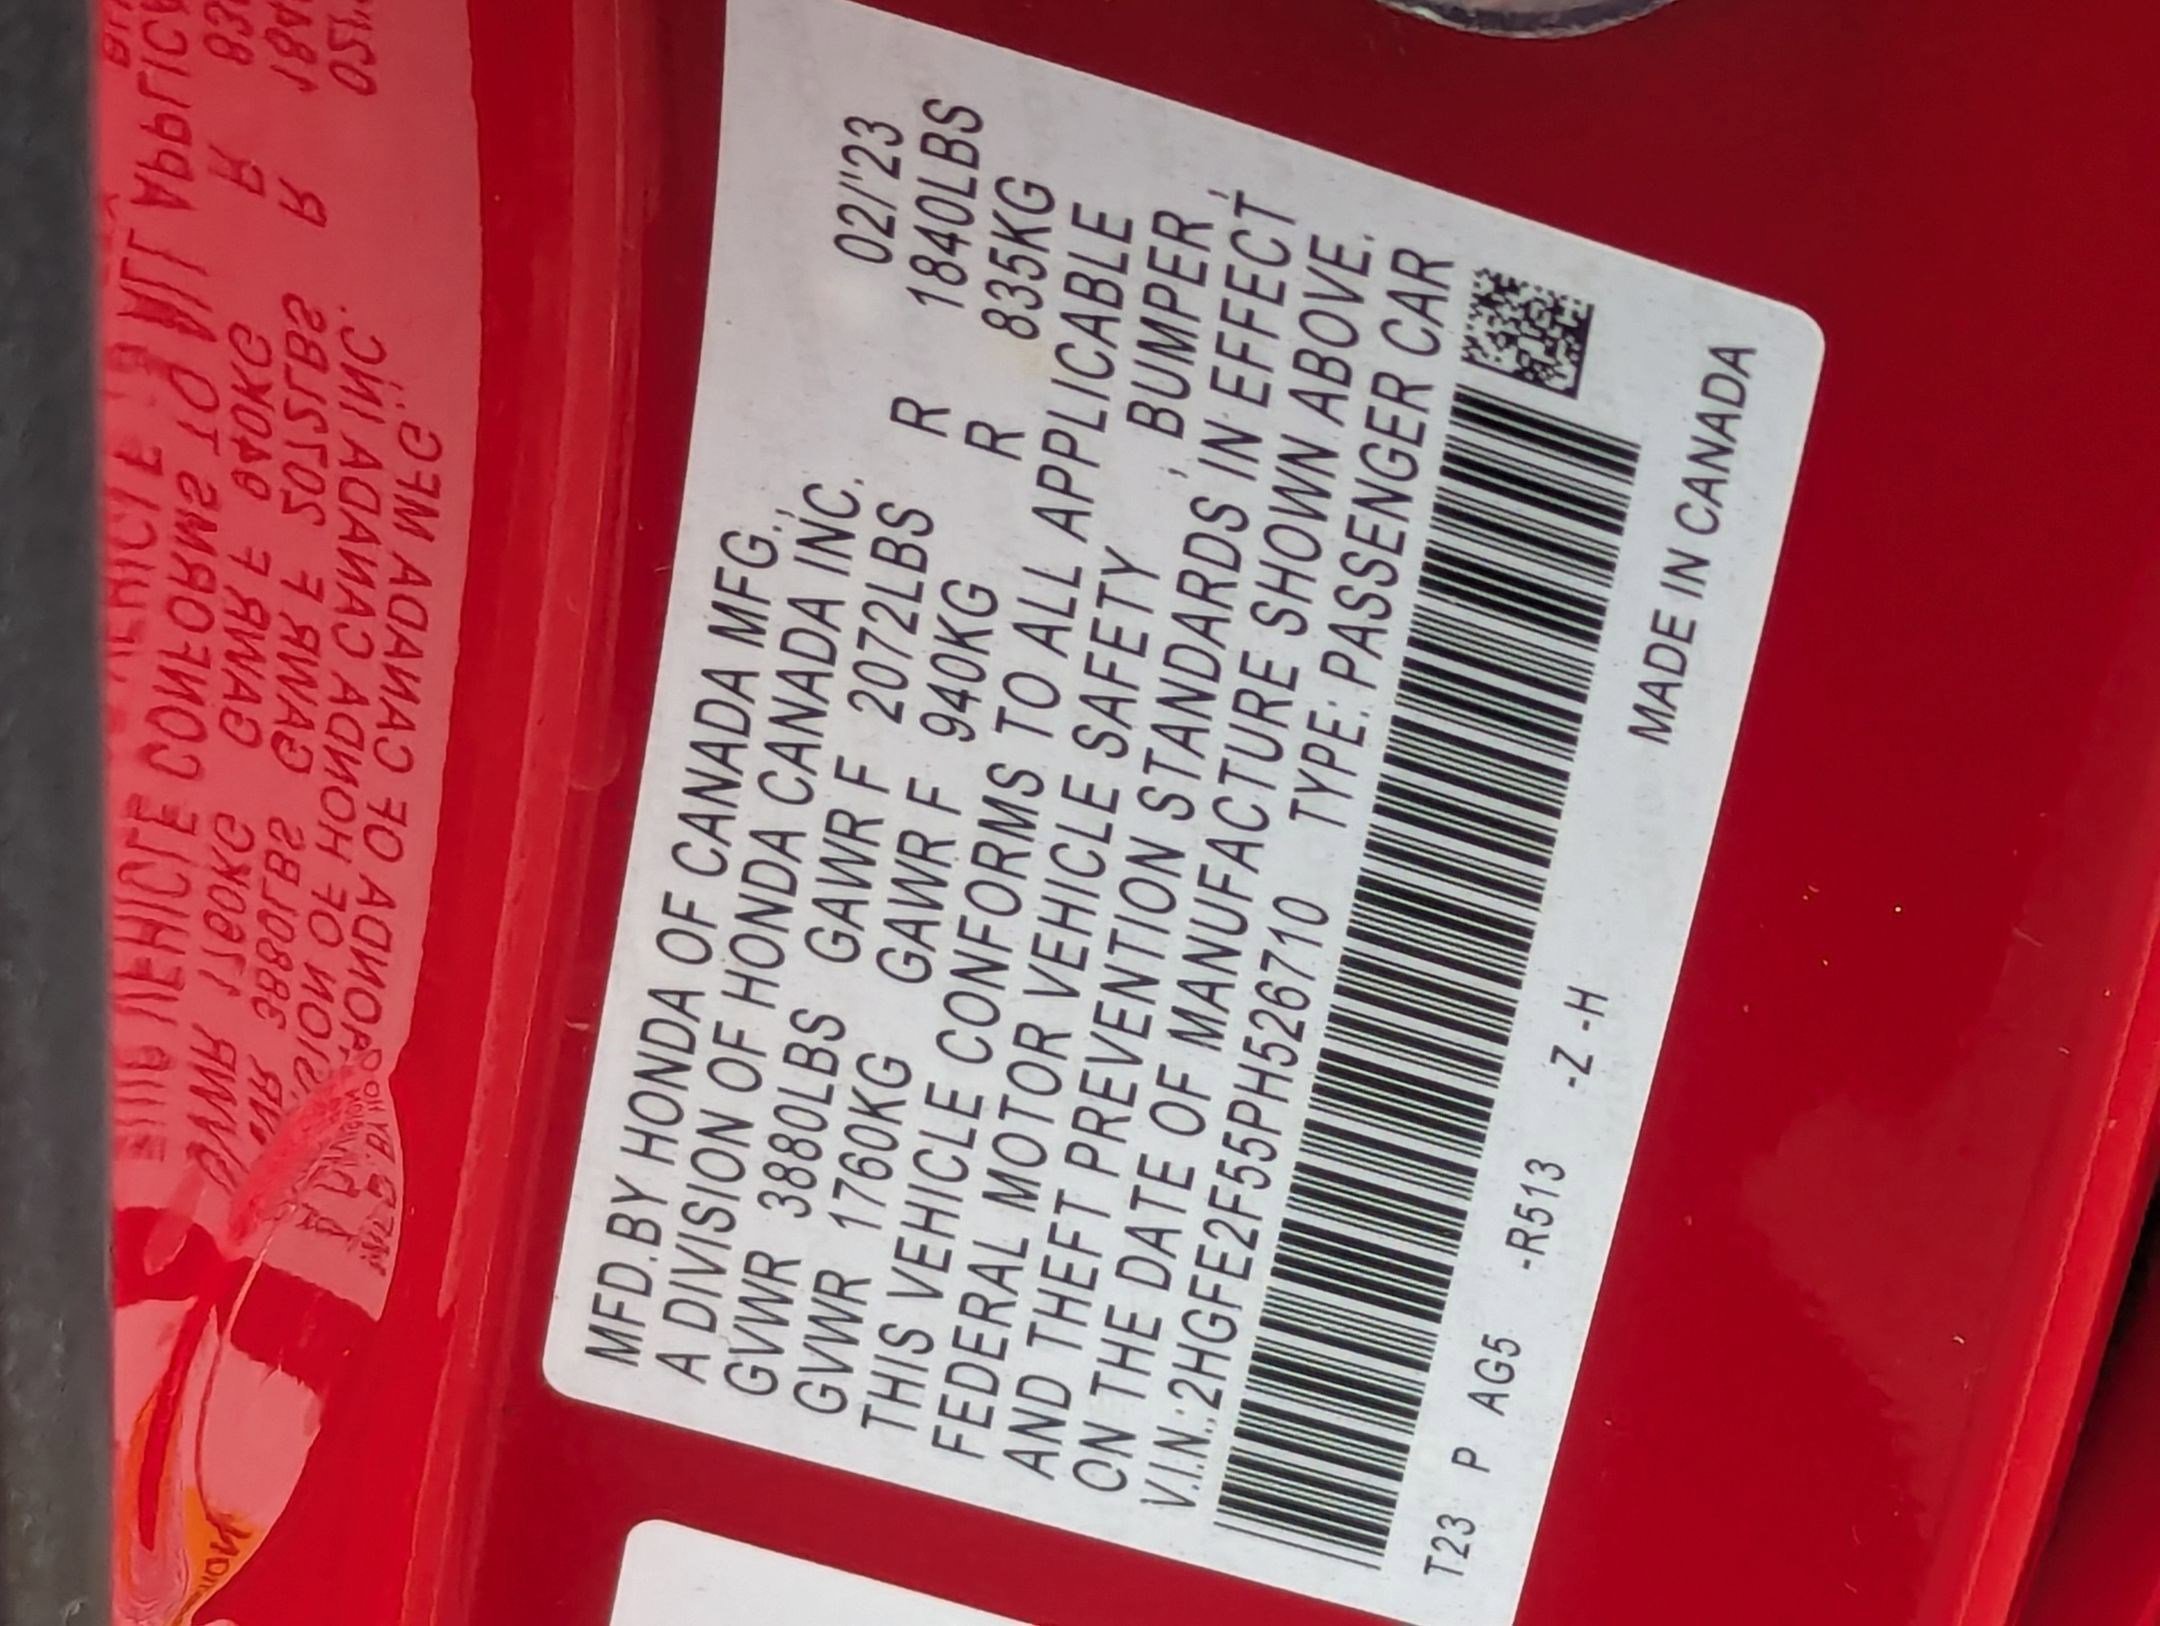 MFD.BY HONDA OF CANADA MFG.,
A DIVISION OF HONDA CANADA INC. 02/'23
GVWR 3880LBS GAWR F 2072LBS R 1840LBS
GVWR 1760KG GAWR F 940KG R 835KG
THIS VEHICLE CONFORMS TO ALL APPLICABLE
FEDERAL MOTOR VEHICLE SAFETY , BUMPER ,
AND THEFT PREVENTION STANDARDS IN EFFECT
ON THE DATE OF MANUFACTURE SHOWN ABOVE.
V.I.N.:2HGFE2F55PH526710 TYPE: PASSENGER CAR
T23 P AG5 -R513 -Z -H
MADE IN CANADA